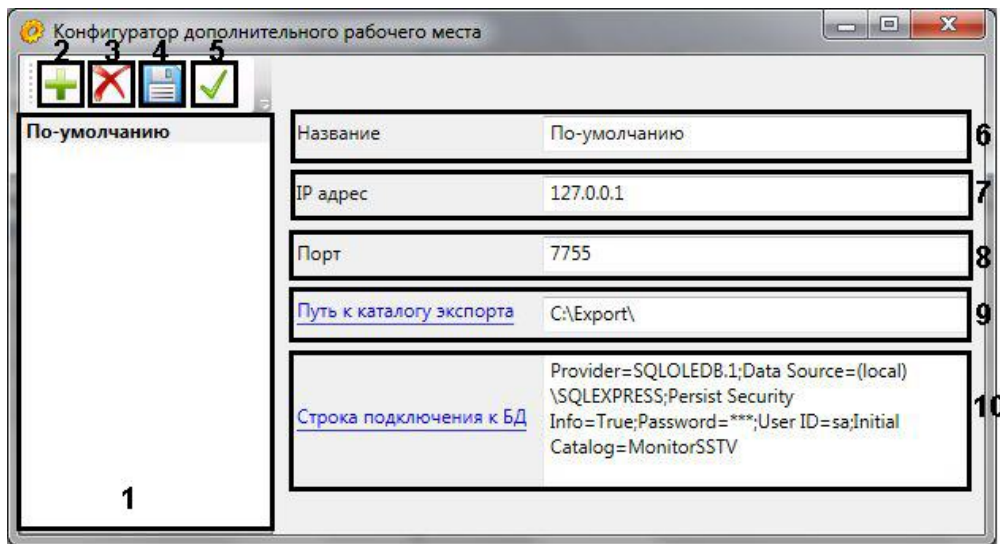 Конфигуратор дополнительного рабочего места
2 3 4 5
По-умолчанию
1
Название По-умолчанию 6
IP адрес 127.0.0.1 7
Порт 7755 8
Путь к каталогу экспорта C:\Export\ 9
Строка подключения к БД
Provider=SQLOLEDB.1;Data Source=(local)
\SQLEXPRESS;Persist Security
Info=True;Password=***;User ID=sa;Initial
Catalog=MonitorSSTV
10